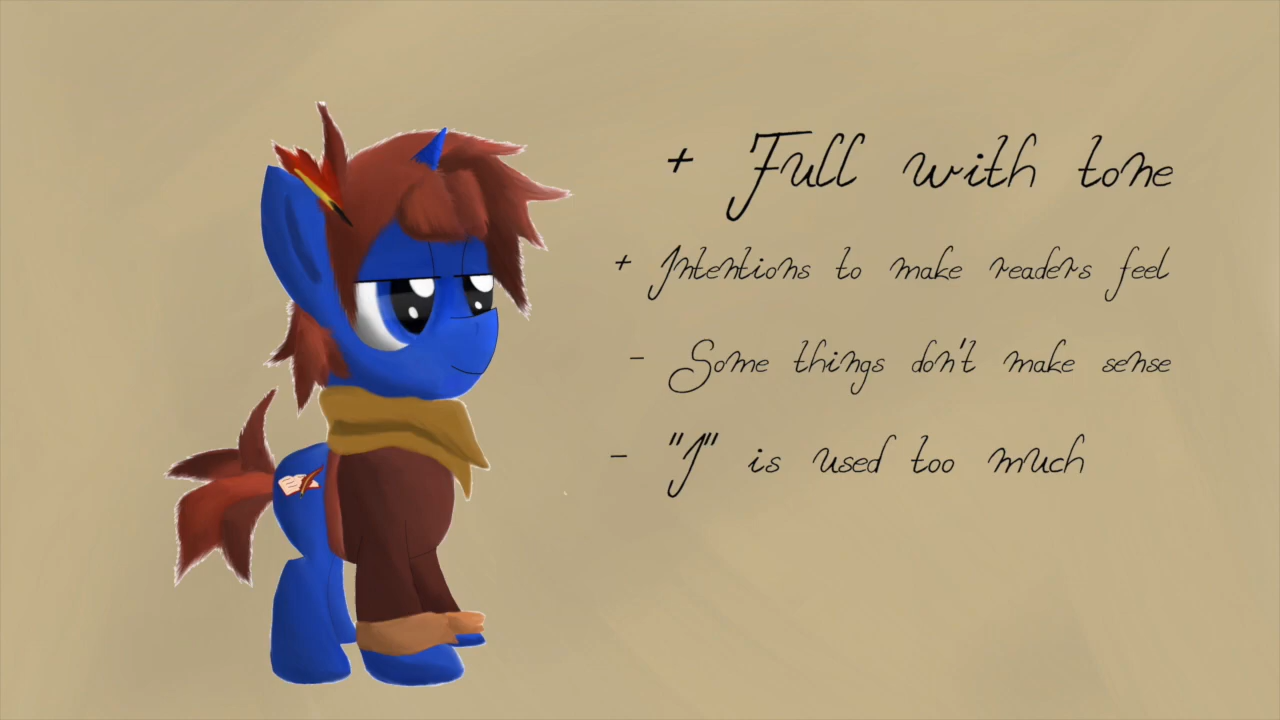 + Full with tone
+ Intentions to make readers feel
- Some things don't make sense
- "I" is used too much